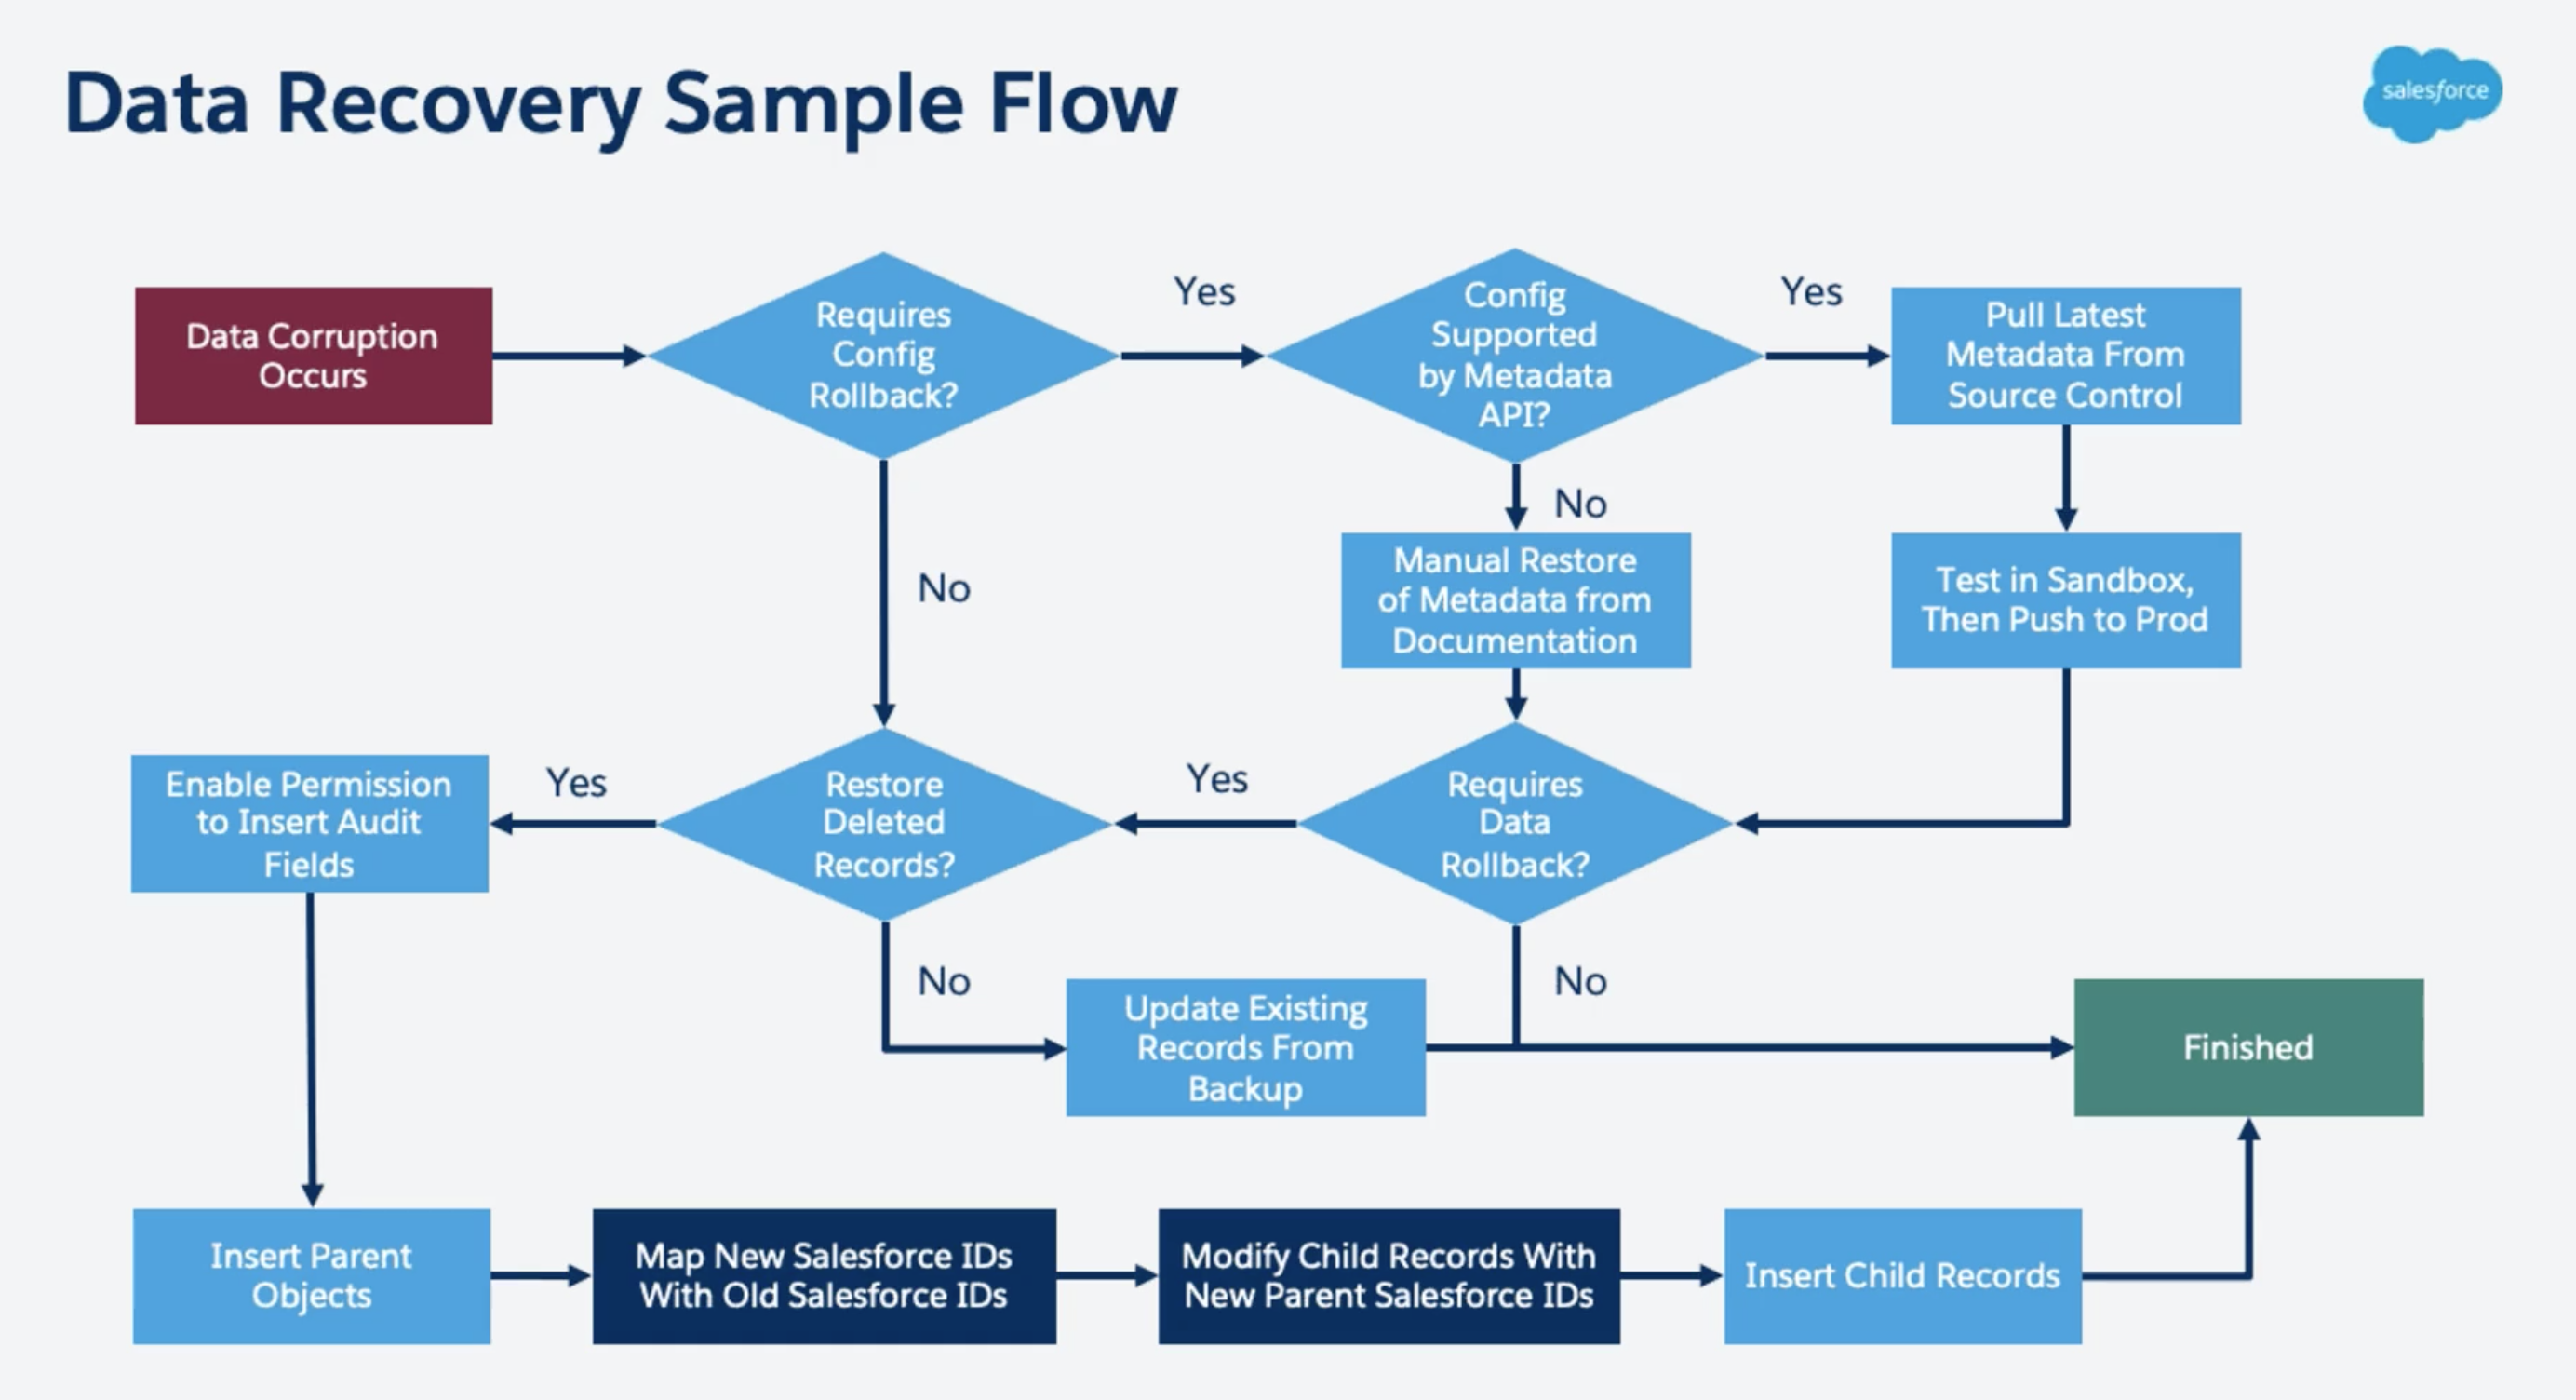 Data Recovery Sample Flow
salesforce
Data Corruption
Occurs
Requires
Config
Rollback?
Yes
Config
Supported
by Metadata
API?
Yes
Pull Latest
Metadata From
Source Control
No
No
Manual Restore
of Metadata from
Documentation
Test in Sandbox,
Then Push to Prod
Enable Permission
to Insert Audit
Fields
Yes
Restore
Deleted
Records?
Yes
Requires
Data
Rollback?
No
Update Existing
Records From
Backup
No
Finished
Insert Parent
Objects
Map New Salesforce IDs
With Old Salesforce IDs
Modify Child Records With
New Parent Salesforce IDs
Insert Child Records